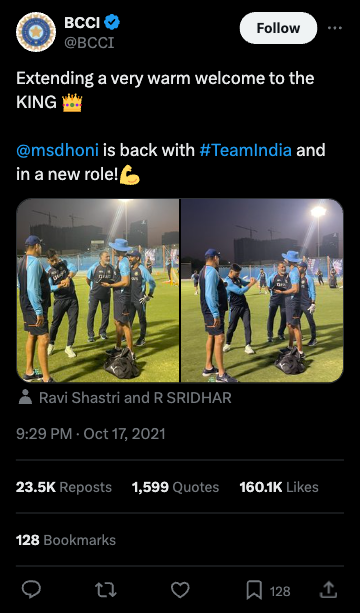 BCCI
@BCCI
Follow
Extending a very warm welcome to the
KING 👑
@msdhoni is back with #TeamIndia and
in a new role!💪
Ravi Shastri and R SRIDHAR
9:29 PM · Oct 17, 2021
23.5K Reposts 1,599 Quotes 160.1K Likes
128 Bookmarks
128